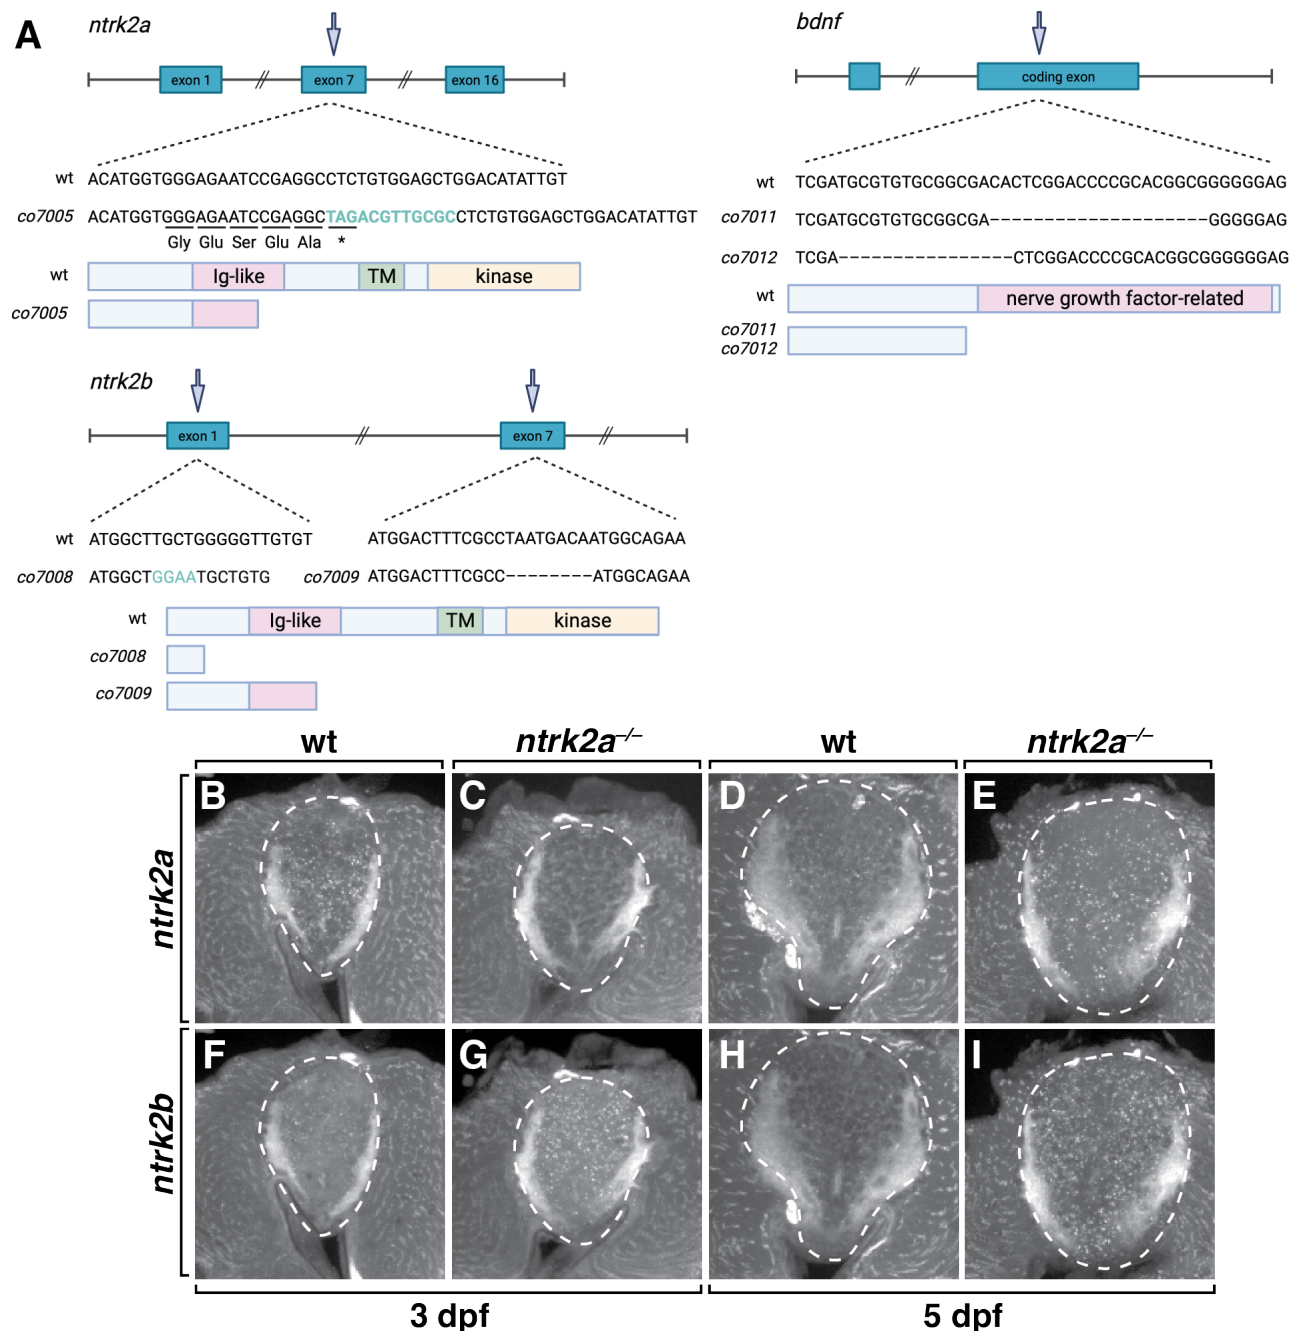 A
ntrk2a
exon 1
exon 7
exon 16
wt ACATGGTGGGAGAATCCGAGGCCTCTGTGGAGCTGGACATATTGT
co7005 ACATGGTGGGAGAATCCGAGGCTAGACGTTGCGCCTCTGTGGAGCTGGACATATTGT
Gly Glu Ser Glu Ala *
wt Ig-like TM kinase
co7005
bdnf
coding exon
wt TCGATGCGTGTGCGGCGACACTCGGACCCCGCACGGCGGGGGGAG
co7011 TCGATGCGTGTGCGGCGA--------------------GGGGGAG
co7012 TCGA----------------CTCGGACCCCGCACGGCGGGGGGAG
wt nerve growth factor-related
co7011
co7012
ntrk2b
exon 1
exon 7
wt ATGGCTTGCTGGGGGTTGTGT ATGGACTTTCGCCTAATGACAATGGCAGAA
co7008 ATGGCTGGAATGCTGTG co7009 ATGGACTTTCGCC--------ATGGCAGAA
wt Ig-like TM kinase
co7008
co7009
wt ntrk2a–/– wt ntrk2a–/–
ntrk2a
B C D E
ntrk2b
F G H I
3 dpf 5 dpf